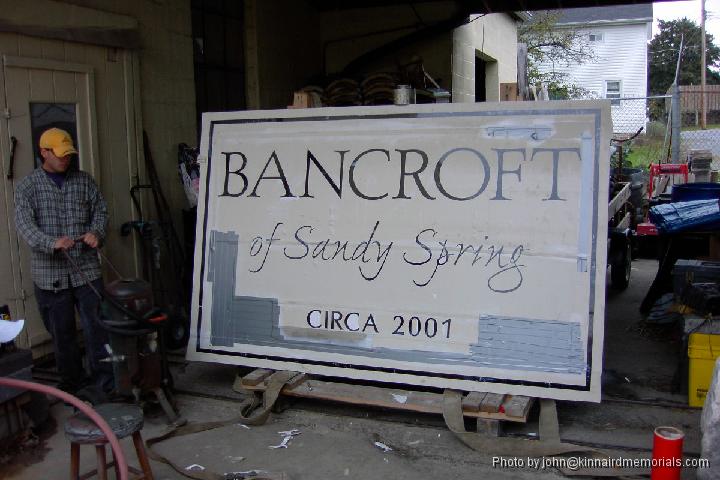 BANCROFT
of Sandy Spring
CIRCA 2001
Photo by john@kinnairdmemorials.com